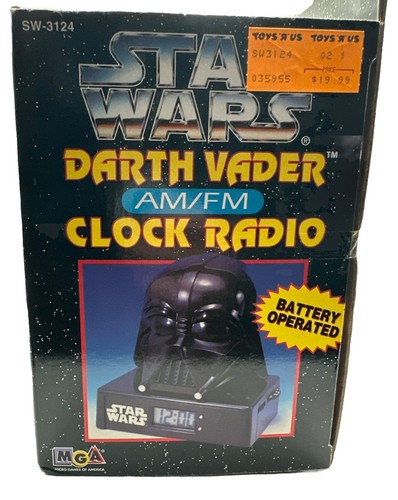 SW-3124
TOYS Я US TOYS Я US
SW3124 02 1
035955 $19.99
STAR
WARS®
DARTH VADER™
AM/FM
CLOCK RADIO
BATTERY
OPERATED
STAR
WARS
MGA
MICRO GAMES OF AMERICA